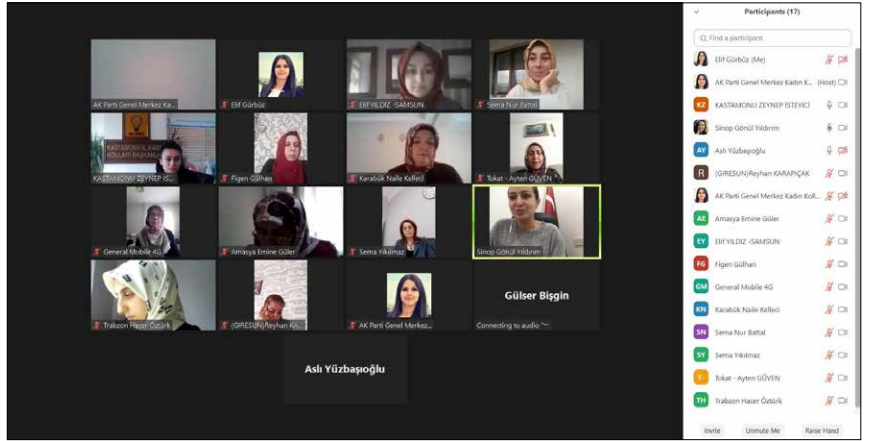 AK Parti Genel Merkez Ka...
Elif Gürbüz
ELIF YILDIZ -SAMSUN
Sema Nur Battal
KASTAMONU ZEYNEP İS...
Figen Gülhan
Karabük Naile Kelleci
Tokat - Ayten GÜVEN
General Mobile 4G
Amasya Emine Güler
Sema Yıkılmaz
Sinop Gönül Yıldırım
Trabzon Hacer Öztürk
(GIRESUN)Reyhan KA...
AK Parti Genel Merkez...
Gülser Bişgin
Connecting to audio
Aslı Yüzbaşıoğlu
Participants (17)
Find a participant
Elif Gürbüz (Me)
AK Parti Genel Merkez Kadın K... (Host)
KZ KASTAMONU ZEYNEP İSTEYİCİ
Sinop Gönül Yıldırım
AY Aslı Yüzbaşıoğlu
R (GIRESUN)Reyhan KARAPIÇAK
AK Parti Genel Merkez Kadın Koll...
AE Amasya Emine Güler
EY ELIF YILDIZ -SAMSUN
FG Figen Gülhan
GM General Mobile 4G
KN Karabük Naile Kelleci
SN Sema Nur Battal
SY Sema Yıkılmaz
T- Tokat - Ayten GÜVEN
TH Trabzon Hacer Öztürk
Invite Unmute Me Raise Hand